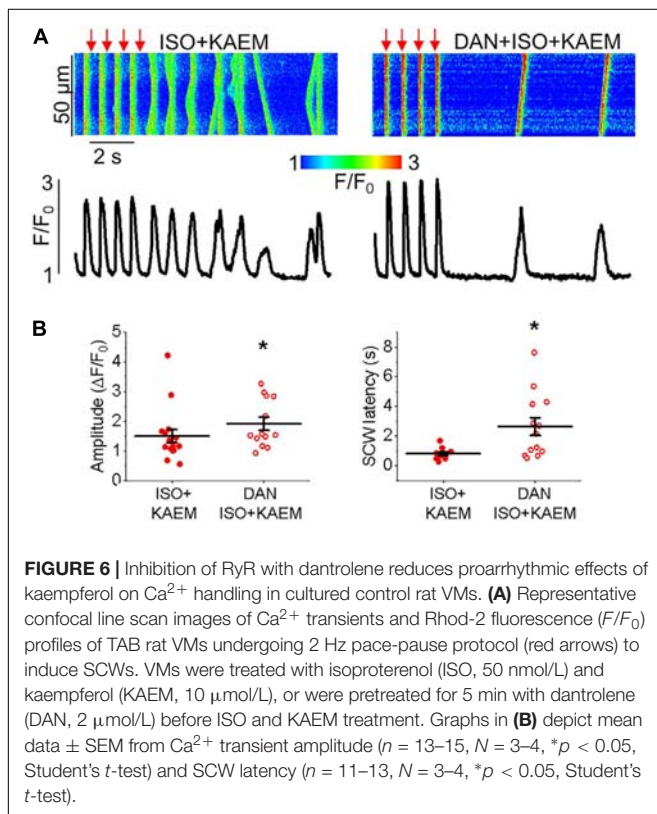 A
ISO+KAEM
DAN+ISO+KAEM
50 μm
2 s
1
3
F/F₀
3
F/F₀
1
B
5
4
3
2
1
0
Amplitude (ΔF/F₀)
*
ISO+
KAEM
DAN
ISO+KAEM
8
6
4
2
0
SCW latency (s)
*
ISO+
KAEM
DAN
ISO+KAEM
FIGURE 6 | Inhibition of RyR with dantrolene reduces proarrhythmic effects of
kaempferol on Ca²⁺ handling in cultured control rat VMs. (A) Representative
confocal line scan images of Ca²⁺ transients and Rhod-2 fluorescence (F/F₀)
profiles of TAB rat VMs undergoing 2 Hz pace-pause protocol (red arrows) to
induce SCWs. VMs were treated with isoproterenol (ISO, 50 nmol/L) and
kaempferol (KAEM, 10 μmol/L), or were pretreated for 5 min with dantrolene
(DAN, 2 μmol/L) before ISO and KAEM treatment. Graphs in (B) depict mean
data ± SEM from Ca²⁺ transient amplitude (n = 13–15, N = 3–4, *p < 0.05,
Student's t-test) and SCW latency (n = 11–13, N = 3–4, *p < 0.05, Student's
t-test).